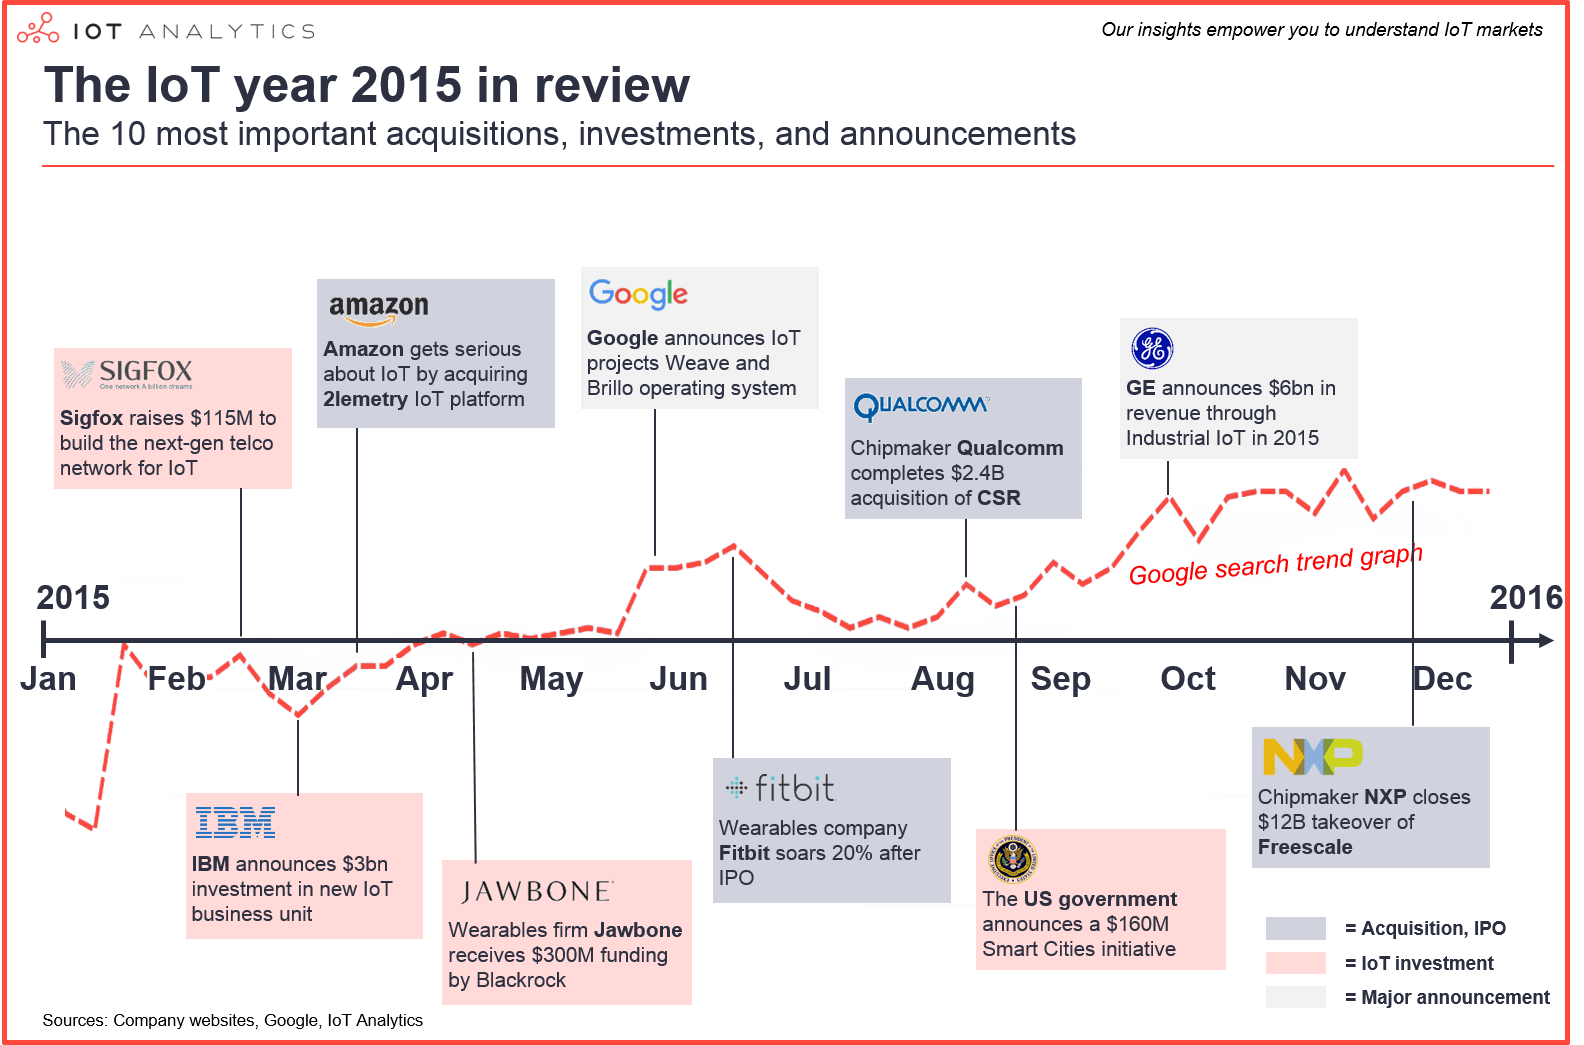 IOT ANALYTICS
Our insights empower you to understand IoT markets
The IoT year 2015 in review
The 10 most important acquisitions, investments, and announcements
SIGFOX
One network A billion dreams
Sigfox raises $115M to
build the next-gen telco
network for IoT
amazon
Amazon gets serious
about IoT by acquiring
2lemetry IoT platform
Google
Google announces IoT
projects Weave and
Brillo operating system
QUALCOMM
Chipmaker Qualcomm
completes $2.4B
acquisition of CSR
GE
GE announces $6bn in
revenue through
Industrial IoT in 2015
Google search trend graph
2015
2016
Jan Feb Mar Apr May Jun Jul Aug Sep Oct Nov Dec
IBM
IBM announces $3bn
investment in new IoT
business unit
JAWBONE
Wearables firm Jawbone
receives $300M funding
by Blackrock
fitbit
Wearables company
Fitbit soars 20% after
IPO
The US government
announces a $160M
Smart Cities initiative
NXP
Chipmaker NXP closes
$12B takeover of
Freescale
= Acquisition, IPO
= IoT investment
= Major announcement
Sources: Company websites, Google, IoT Analytics